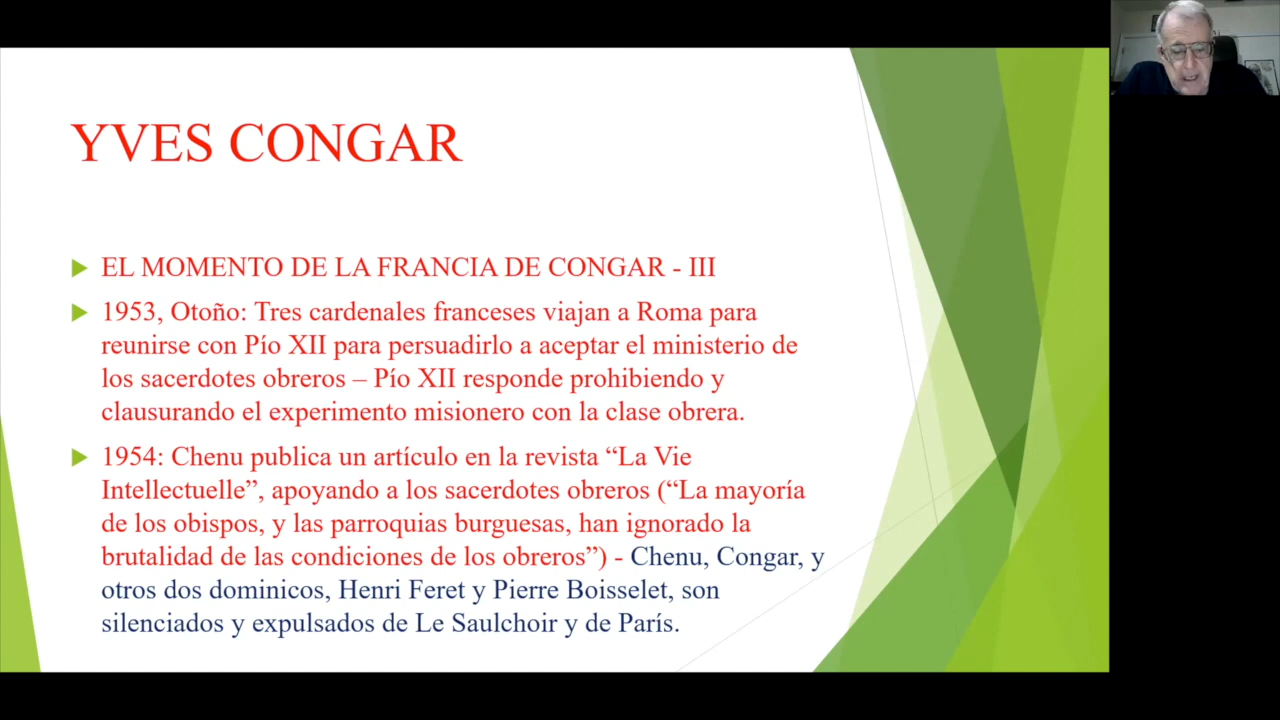 YVES CONGAR
EL MOMENTO DE LA FRANCIA DE CONGAR - III
1953, Otoño: Tres cardenales franceses viajan a Roma para
reunirse con Pío XII para persuadirlo a aceptar el ministerio de
los sacerdotes obreros – Pío XII responde prohibiendo y
clausurando el experimento misionero con la clase obrera.
1954: Chenu publica un artículo en la revista “La Vie
Intellectuelle”, apoyando a los sacerdotes obreros (“La mayoría
de los obispos, y las parroquias burguesas, han ignorado la
brutalidad de las condiciones de los obreros”) - Chenu, Congar, y
otros dos dominicos, Henri Feret y Pierre Boisselet, son
silenciados y expulsados de Le Saulchoir y de París.